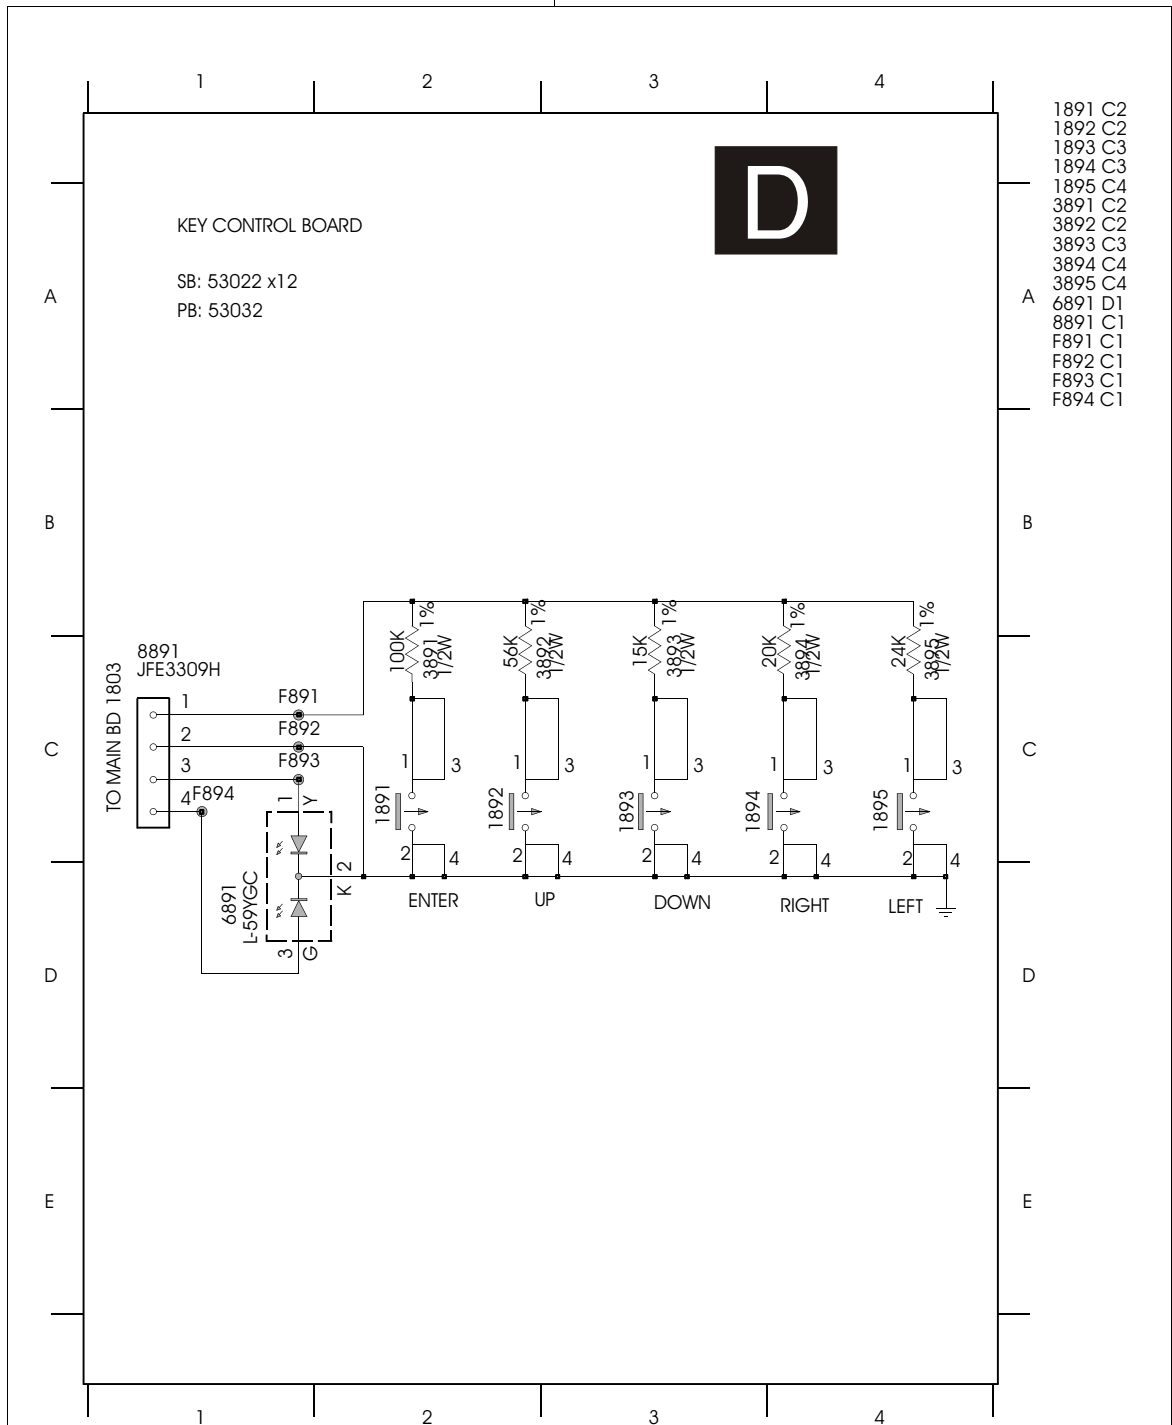 1
2
3
4
1891 C2
1892 C2
1893 C3
1894 C3
1895 C4
3891 C2
3892 C2
3893 C3
3894 C4
3895 C4
6891 D1
8891 C1
F891 C1
F892 C1
F893 C1
F894 C1
D
KEY CONTROL BOARD
SB: 53022 x12
PB: 53032
A
A
B
B
100K
3891
1/2W
1%
56K
3892
1/2W
1%
15K
3893
1/2W
1%
20K
3894
1/2W
1%
24K
3895
1/2W
1%
8891
JFE3309H
TO MAIN BD 1803
1
2
3
4
F891
F892
F893
F894
C
C
1
3
1
3
1
3
1
3
1
3
1891
1892
1893
1894
1895
2
4
2
4
2
4
2
4
2
4
1
Y
K
2
3
G
6891
L-59YGC
ENTER
UP
DOWN
RIGHT
LEFT
D
D
E
E
1
2
3
4